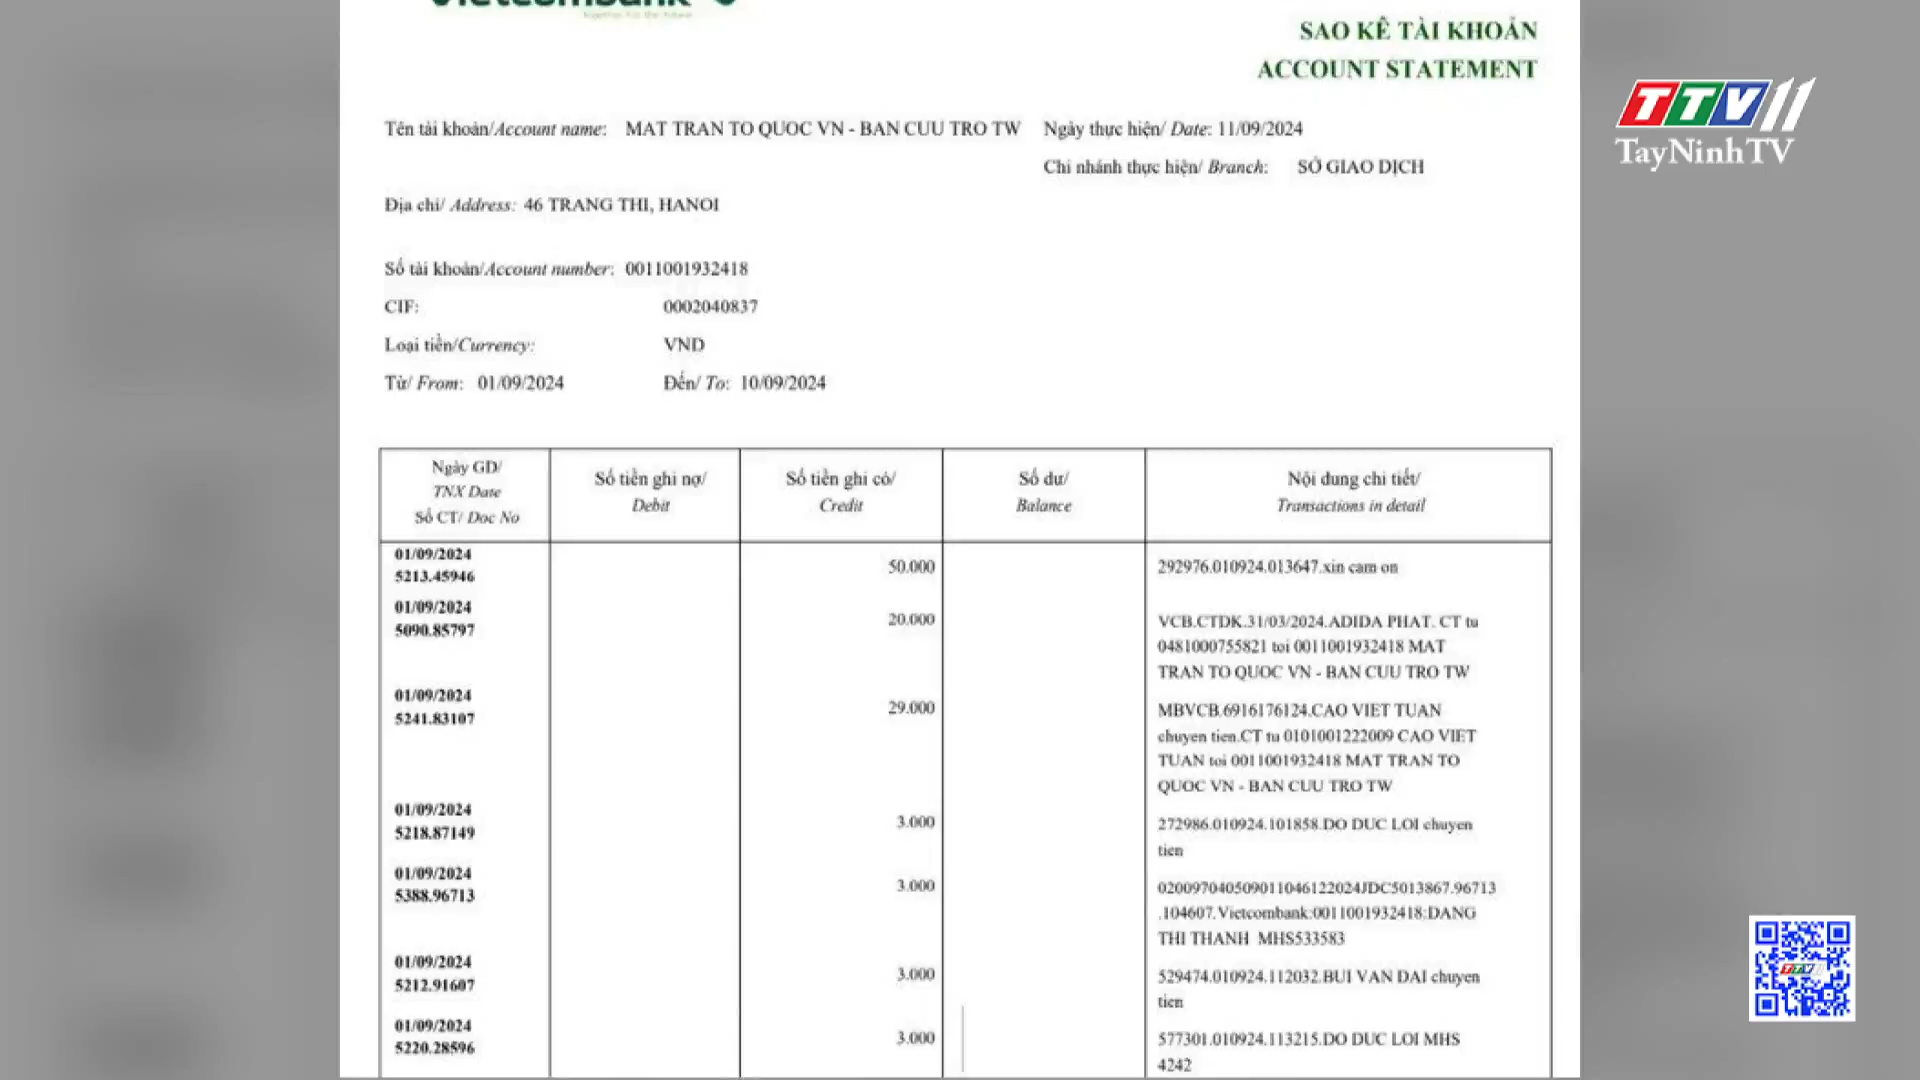 Vietcombank
Together for the future
SAO KÊ TÀI KHOẢN
ACCOUNT STATEMENT
TTV11
TayNinhTV
Tên tài khoản/Account name: MAT TRAN TO QUOC VN - BAN CUU TRO TW
Ngày thực hiện/ Date: 11/09/2024
Chi nhánh thực hiện/ Branch: SỞ GIAO DỊCH
Địa chỉ/ Address: 46 TRANG THI, HANOI
Số tài khoản/Account number: 0011001932418
CIF: 0002040837
Loại tiền/Currency: VND
Từ/ From: 01/09/2024 Đến/ To: 10/09/2024
Ngày GD/
TNX Date
Số CT/ Doc No
Số tiền ghi nợ/
Debit
Số tiền ghi có/
Credit
Số dư/
Balance
Nội dung chi tiết/
Transactions in detail
01/09/2024
5213.45946
50.000
292976.010924.013647.xin cam on
01/09/2024
5090.85797
20.000
VCB.CTDK.31/03/2024.ADIDA PHAT. CT tu
0481000755821 toi 0011001932418 MAT
TRAN TO QUOC VN - BAN CUU TRO TW
01/09/2024
5241.83107
29.000
MBVCB.6916176124.CAO VIET TUAN
chuyen tien.CT tu 0101001222009 CAO VIET
TUAN toi 0011001932418 MAT TRAN TO
QUOC VN - BAN CUU TRO TW
01/09/2024
5218.87149
3.000
272986.010924.101858.DO DUC LOI chuyen
tien
01/09/2024
5388.96713
3.000
020097040509011046122024JDC5013867.96713
.104607.Vietcombank:0011001932418:DANG
THI THANH MHS533583
01/09/2024
5212.91607
3.000
529474.010924.112032.BUI VAN DAI chuyen
tien
01/09/2024
5220.28596
3.000
577301.010924.113215.DO DUC LOI MHS
4242
TTV11